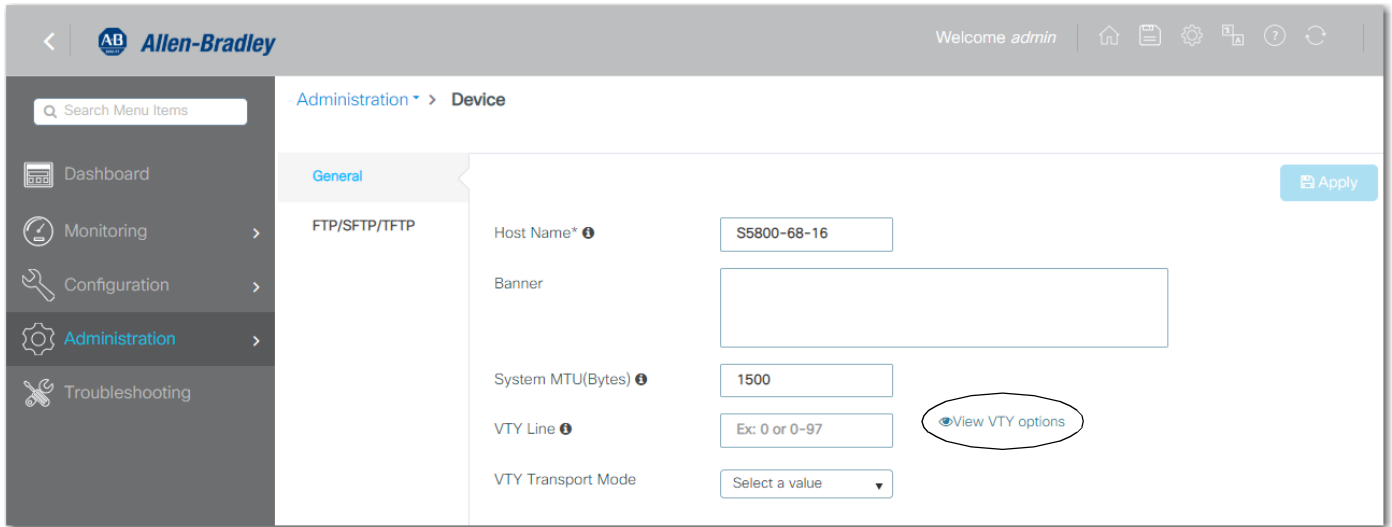 AB Allen-Bradley
Welcome admin
Search Menu Items
Administration > Device
Dashboard
General
Apply
Monitoring
FTP/SFTP/TFTP
Host Name*
S5800-68-16
Configuration
Banner
Administration
System MTU(Bytes)
1500
Troubleshooting
VTY Line
Ex: 0 or 0-97
View VTY options
VTY Transport Mode
Select a value